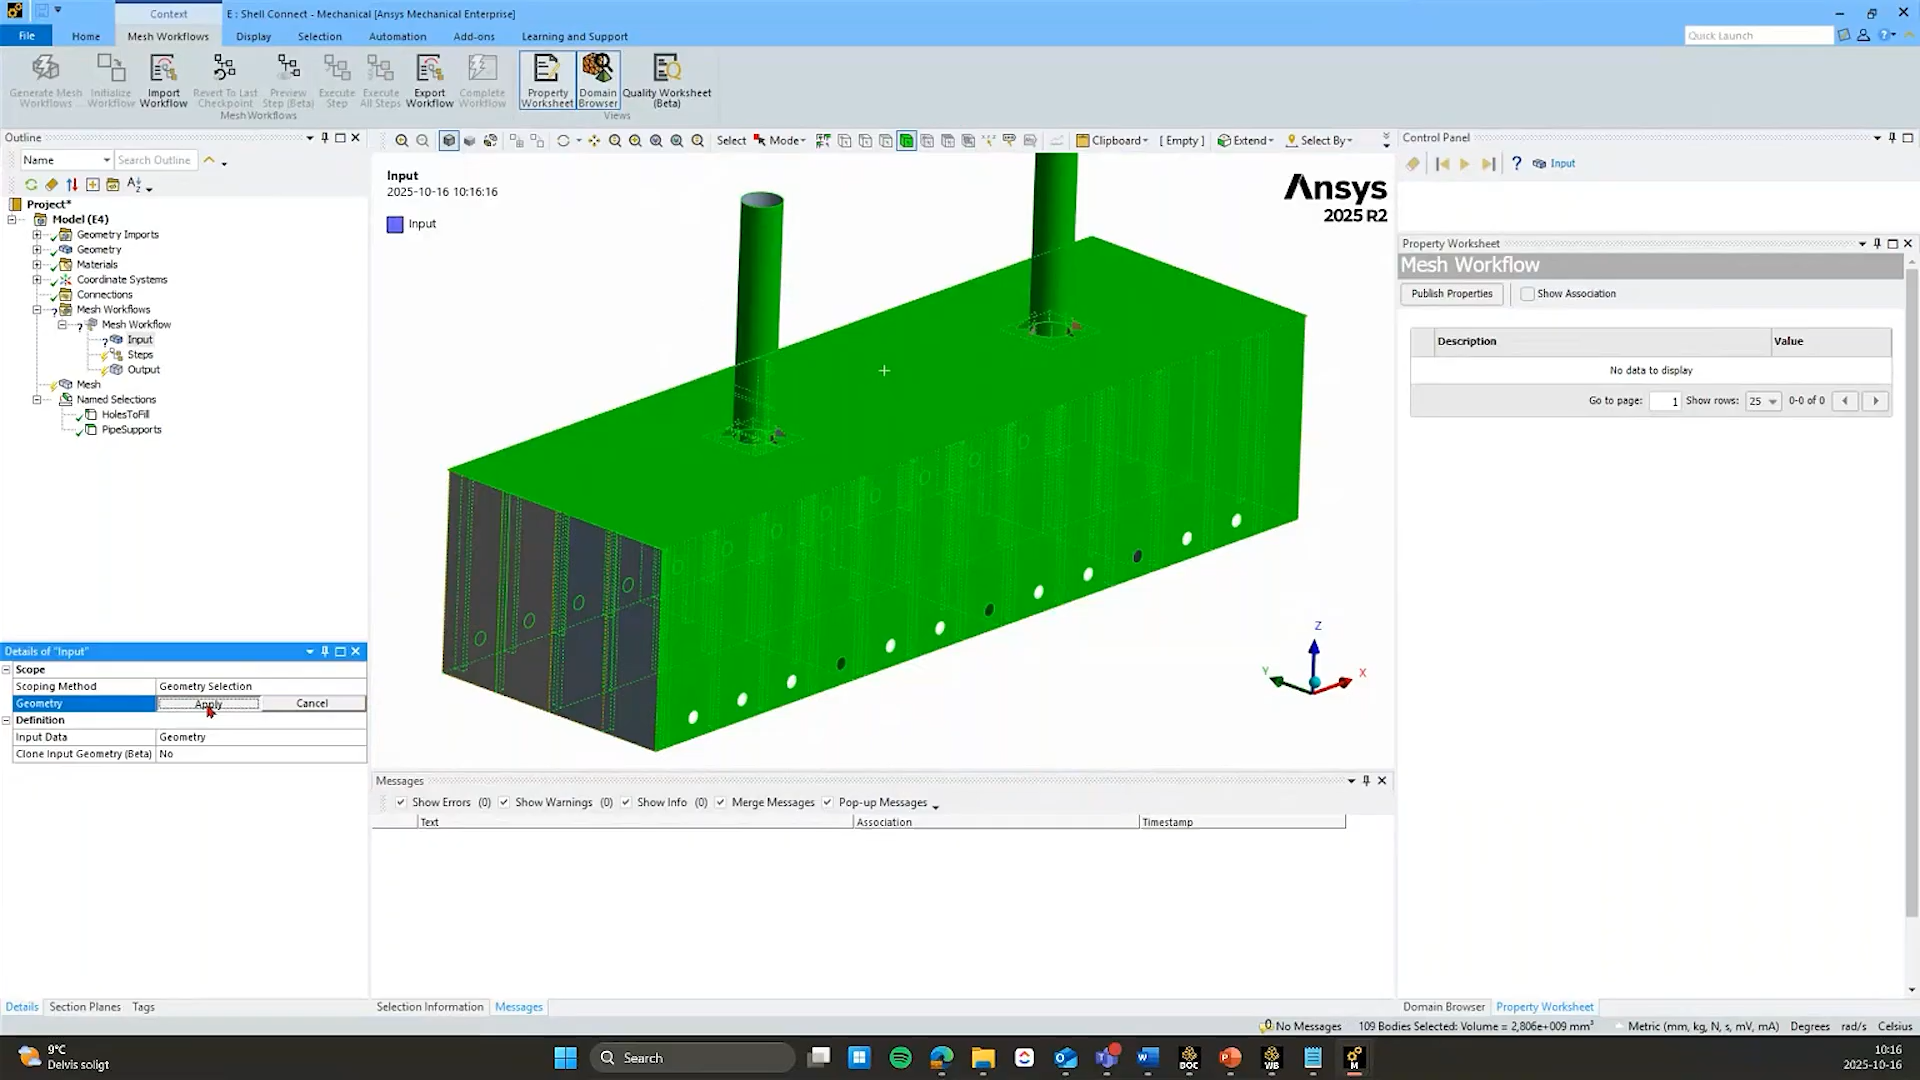 Context
E : Shell Connect - Mechanical [Ansys Mechanical Enterprise]
File
Home
Mesh Workflows
Display
Selection
Automation
Add-ons
Learning and Support
Quick Launch
Generate Mesh Workflows
Initialize Workflow
Import Workflow
Revert To Last Checkpoint
Preview Step (Beta)
Execute Step
Execute All Steps
Export Workflow
Complete Workflow
Property Worksheet
Domain Browser
Quality Worksheet (Beta)
Mesh Workflows
Views
Outline
Name
Search Outline
Select
Mode
Clipboard
[ Empty ]
Extend
Select By
Control Panel
Input
Project*
Model (E4)
Geometry Imports
Geometry
Materials
Coordinate Systems
Connections
Mesh Workflows
Mesh Workflow
Input
Steps
Output
Mesh
Named Selections
HolesToFill
PipeSupports
Input
2025-10-16 10:16:16
Input
Ansys
2025 R2
Z
Y
X
Property Worksheet
Mesh Workflow
Publish Properties
Show Association
Description
Value
No data to display
Go to page:
1
Show rows:
25
0-0 of 0
Details of "Input"
Scope
Scoping Method
Geometry Selection
Geometry
Apply
Cancel
Definition
Input Data
Geometry
Clone Input Geometry (Beta)
No
Messages
Show Errors (0)
Show Warnings (0)
Show Info (0)
Merge Messages
Pop-up Messages
Text
Association
Timestamp
Details
Section Planes
Tags
Selection Information
Messages
Domain Browser
Property Worksheet
No Messages
109 Bodies Selected: Volume = 2,806e+009 mm³
Metric (mm, kg, N, s, mV, mA)
Degrees
rad/s
Celsius
9°C
Delvis soligt
Search
DOC
WB
M
10:16
2025-10-16